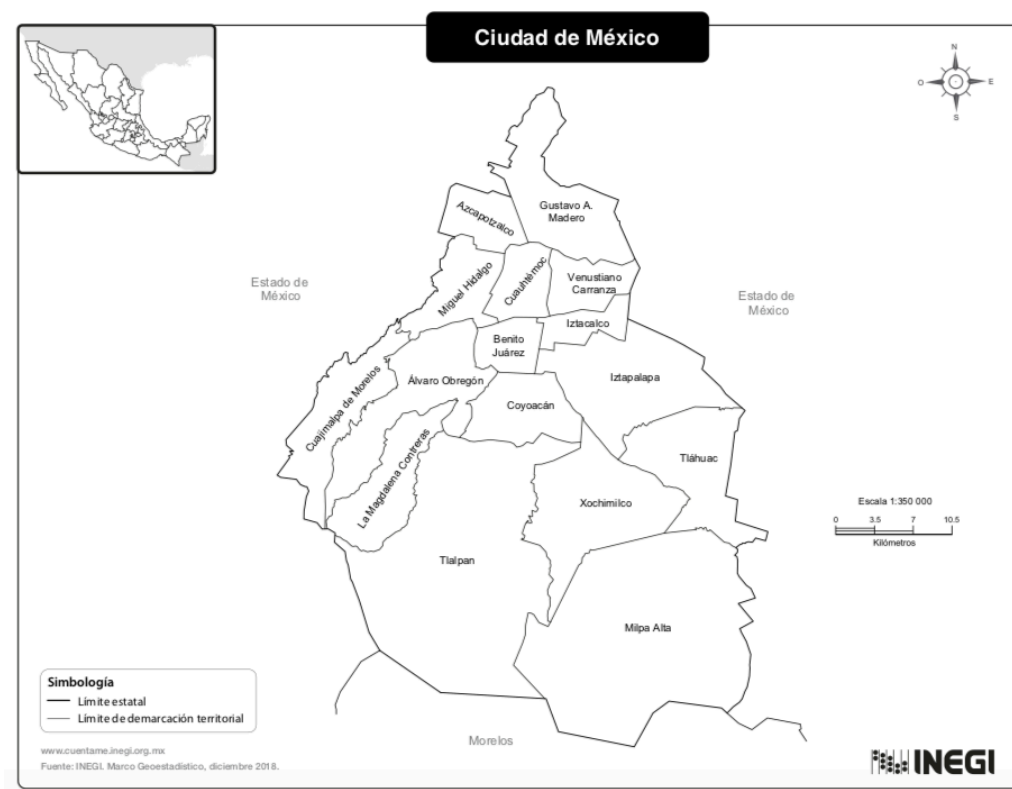 Ciudad de México
N
O
E
S
Gustavo A.
Madero
Azcapotzalco
Miguel Hidalgo
Cuauhtémoc
Venustiano
Carranza
Estado de
México
Estado de
México
Iztacalco
Benito
Juárez
Iztapalapa
Álvaro Obregón
Cuajimalpa de Morelos
Coyoacán
La Magdalena Contreras
Tláhuac
Xochimilco
Tlalpan
Milpa Alta
Escala 1:350 000
0 3.5 7 10.5
Kilómetros
Simbología
Límite estatal
Límite de demarcación territorial
Morelos
www.cuentame.inegi.org.mx
Fuente: INEGI. Marco Geoestadístico, diciembre 2018.
INEGI